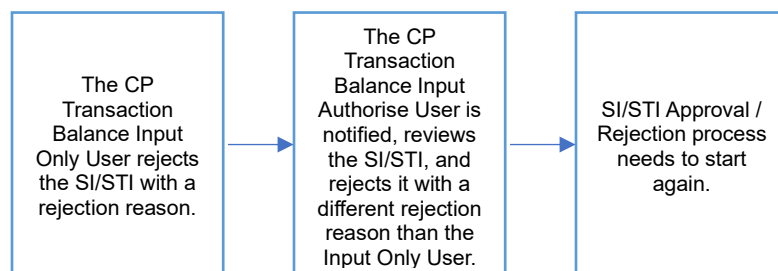 The CP
Transaction
Balance Input
Only User rejects
the SI/STI with a
rejection reason.
The CP
Transaction
Balance Input
Authorise User is
notified, reviews
the SI/STI, and
rejects it with a
different rejection
reason than the
Input Only User.
SI/STI Approval /
Rejection process
needs to start
again.